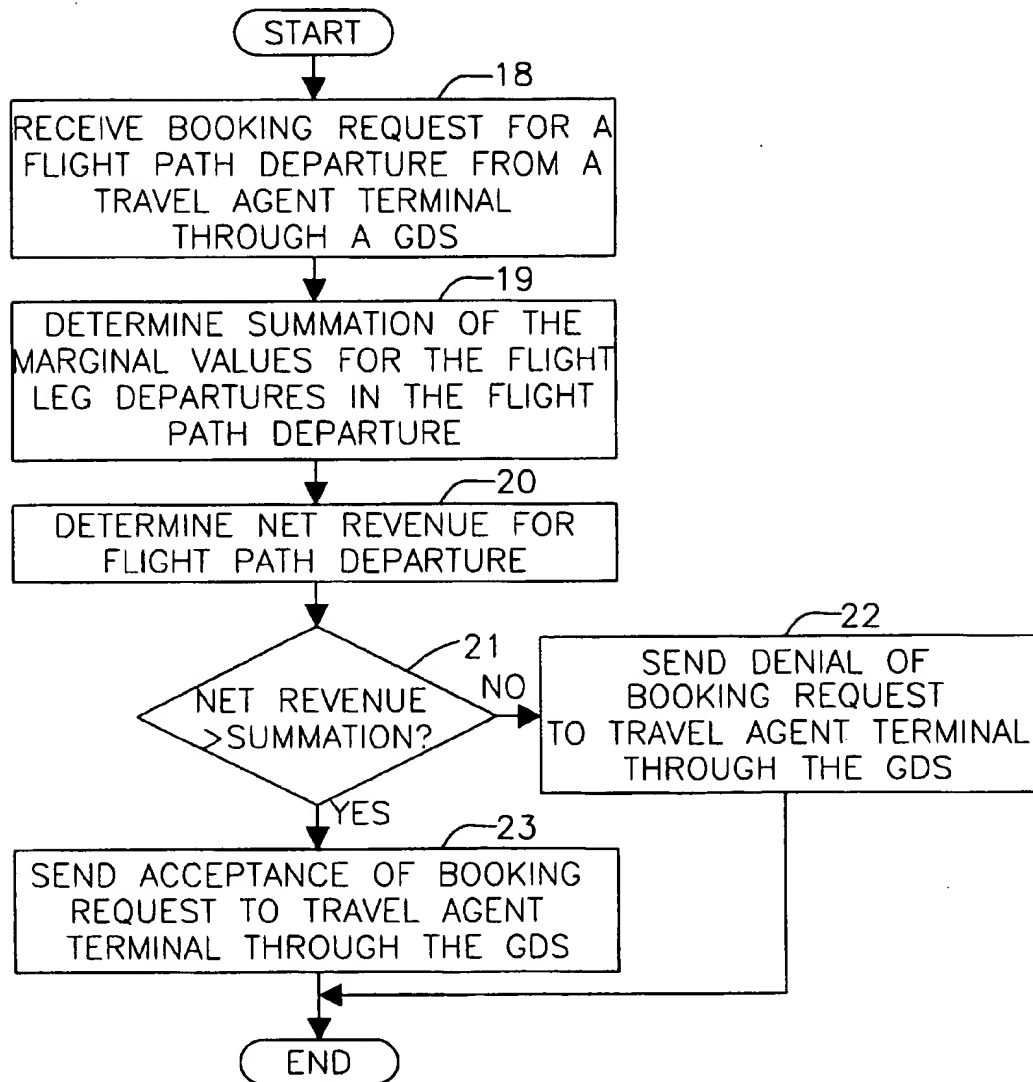 START
18
RECEIVE BOOKING REQUEST FOR A
FLIGHT PATH DEPARTURE FROM A
TRAVEL AGENT TERMINAL
THROUGH A GDS
19
DETERMINE SUMMATION OF THE
MARGINAL VALUES FOR THE FLIGHT
LEG DEPARTURES IN THE FLIGHT
PATH DEPARTURE
20
DETERMINE NET REVENUE FOR
FLIGHT PATH DEPARTURE
21
NET REVENUE
>SUMMATION?
NO
22
SEND DENIAL OF
BOOKING REQUEST
TO TRAVEL AGENT TERMINAL
THROUGH THE GDS
YES
23
SEND ACCEPTANCE OF BOOKING
REQUEST TO TRAVEL AGENT
TERMINAL THROUGH THE GDS
END